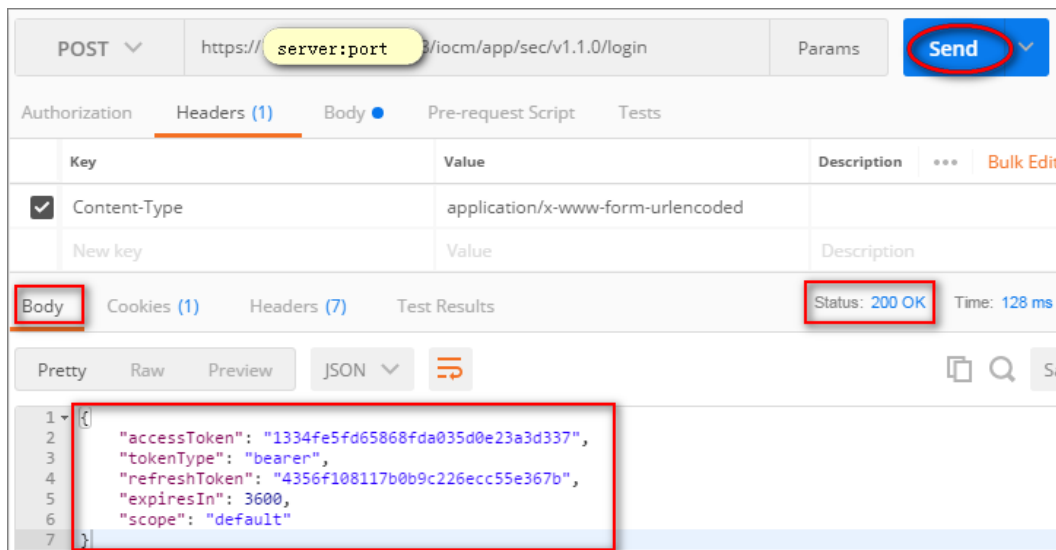 POST https:// server:port 3/iocm/app/sec/v1.1.0/login Params Send
Authorization Headers (1) Body Pre-request Script Tests
Key Value Description ••• Bulk Edit
Content-Type application/x-www-form-urlencoded
New key Value Description
Body Cookies (1) Headers (7) Test Results Status: 200 OK Time: 128 ms
Pretty Raw Preview JSON Sa
1 {
2 "accessToken": "1334fe5fd65868fda035d0e23a3d337",
3 "tokenType": "bearer",
4 "refreshToken": "4356f108117b0b9c226ecc55e367b",
5 "expiresIn": 3600,
6 "scope": "default"
7 }